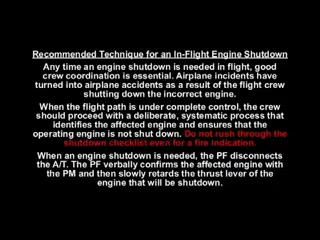 Recommended Technique for an In-Flight Engine Shutdown
Any time an engine shutdown is needed in flight, good
crew coordination is essential. Airplane incidents have
turned into airplane accidents as a result of the flight crew
shutting down the incorrect engine.
When the flight path is under complete control, the crew
should proceed with a deliberate, systematic process that
identifies the affected engine and ensures that the
operating engine is not shut down. Do not rush through the
shutdown checklist even for a fire indication.
When an engine shutdown is needed, the PF disconnects
the A/T. The PF verbally confirms the affected engine with
the PM and then slowly retards the thrust lever of the
engine that will be shutdown.